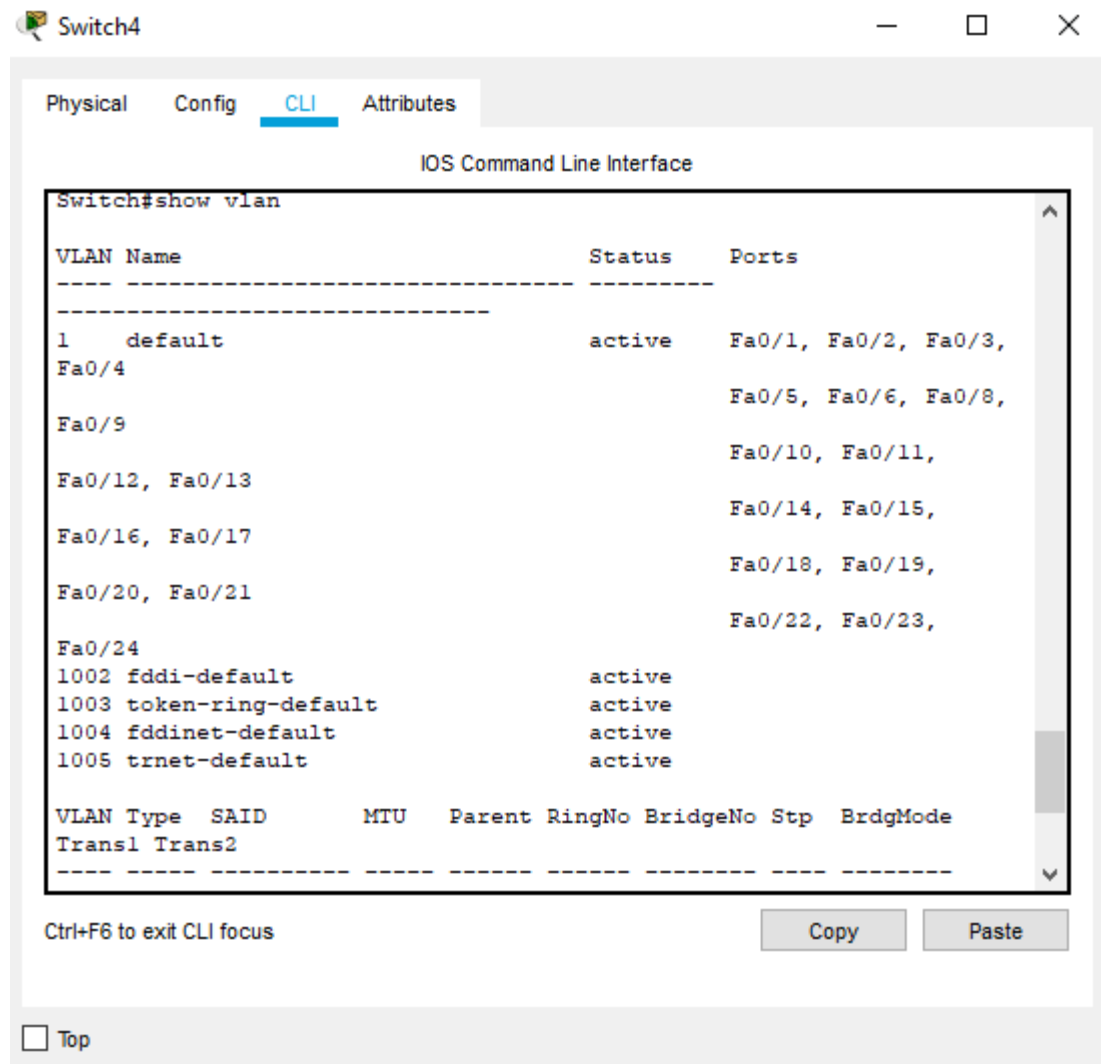 Switch4
Physical Config CLI Attributes
IOS Command Line Interface
Switch#show vlan
VLAN Name                             Status    Ports
---- -------------------------------- ---------
-------------------------------
1    default                          active    Fa0/1, Fa0/2, Fa0/3,
Fa0/4
                                                Fa0/5, Fa0/6, Fa0/8,
Fa0/9
                                                Fa0/10, Fa0/11,
Fa0/12, Fa0/13
                                                Fa0/14, Fa0/15,
Fa0/16, Fa0/17
                                                Fa0/18, Fa0/19,
Fa0/20, Fa0/21
                                                Fa0/22, Fa0/23,
Fa0/24
1002 fddi-default                     active
1003 token-ring-default               active
1004 fddinet-default                  active
1005 trnet-default                    active
VLAN Type  SAID       MTU   Parent RingNo BridgeNo Stp  BrdgMode
Trans1 Trans2
---- ----- ---------- ----- ------ ------ -------- ---- --------
Ctrl+F6 to exit CLI focus
Copy
Paste
Top